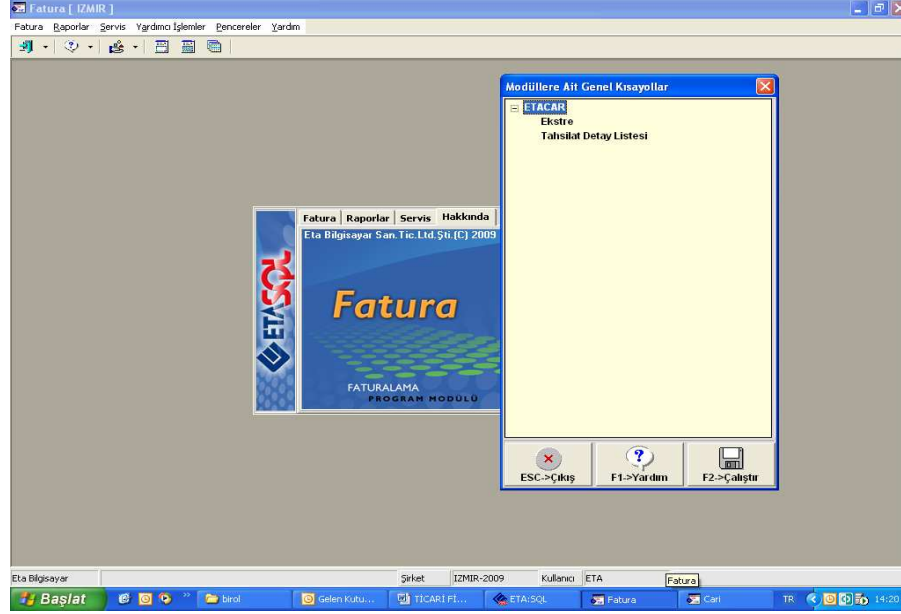 Fatura [ IZMIR ]
Fatura Raporlar Servis Yardımcı İşlemler Pencereler Yardım
Modüllere Ait Genel Kısayollar
ETACAR
Ekstre
Tahsilat Detay Listesi
Fatura Raporlar Servis Hakkında
Eta Bilgisayar San.Tic.Ltd.Şti.(C) 2009
ETASQL
Fatura
FATURALAMA
PROGRAM MODÜLÜ
ESC->Çıkış F1->Yardım F2->Çalıştır
Eta Bilgisayar Şirket IZMIR-2009 Kullanıcı ETA
Fatura
Başlat birol Gelen Kutu... TİCARİ Fİ... ETA:SQL Fatura Cari TR 14:20